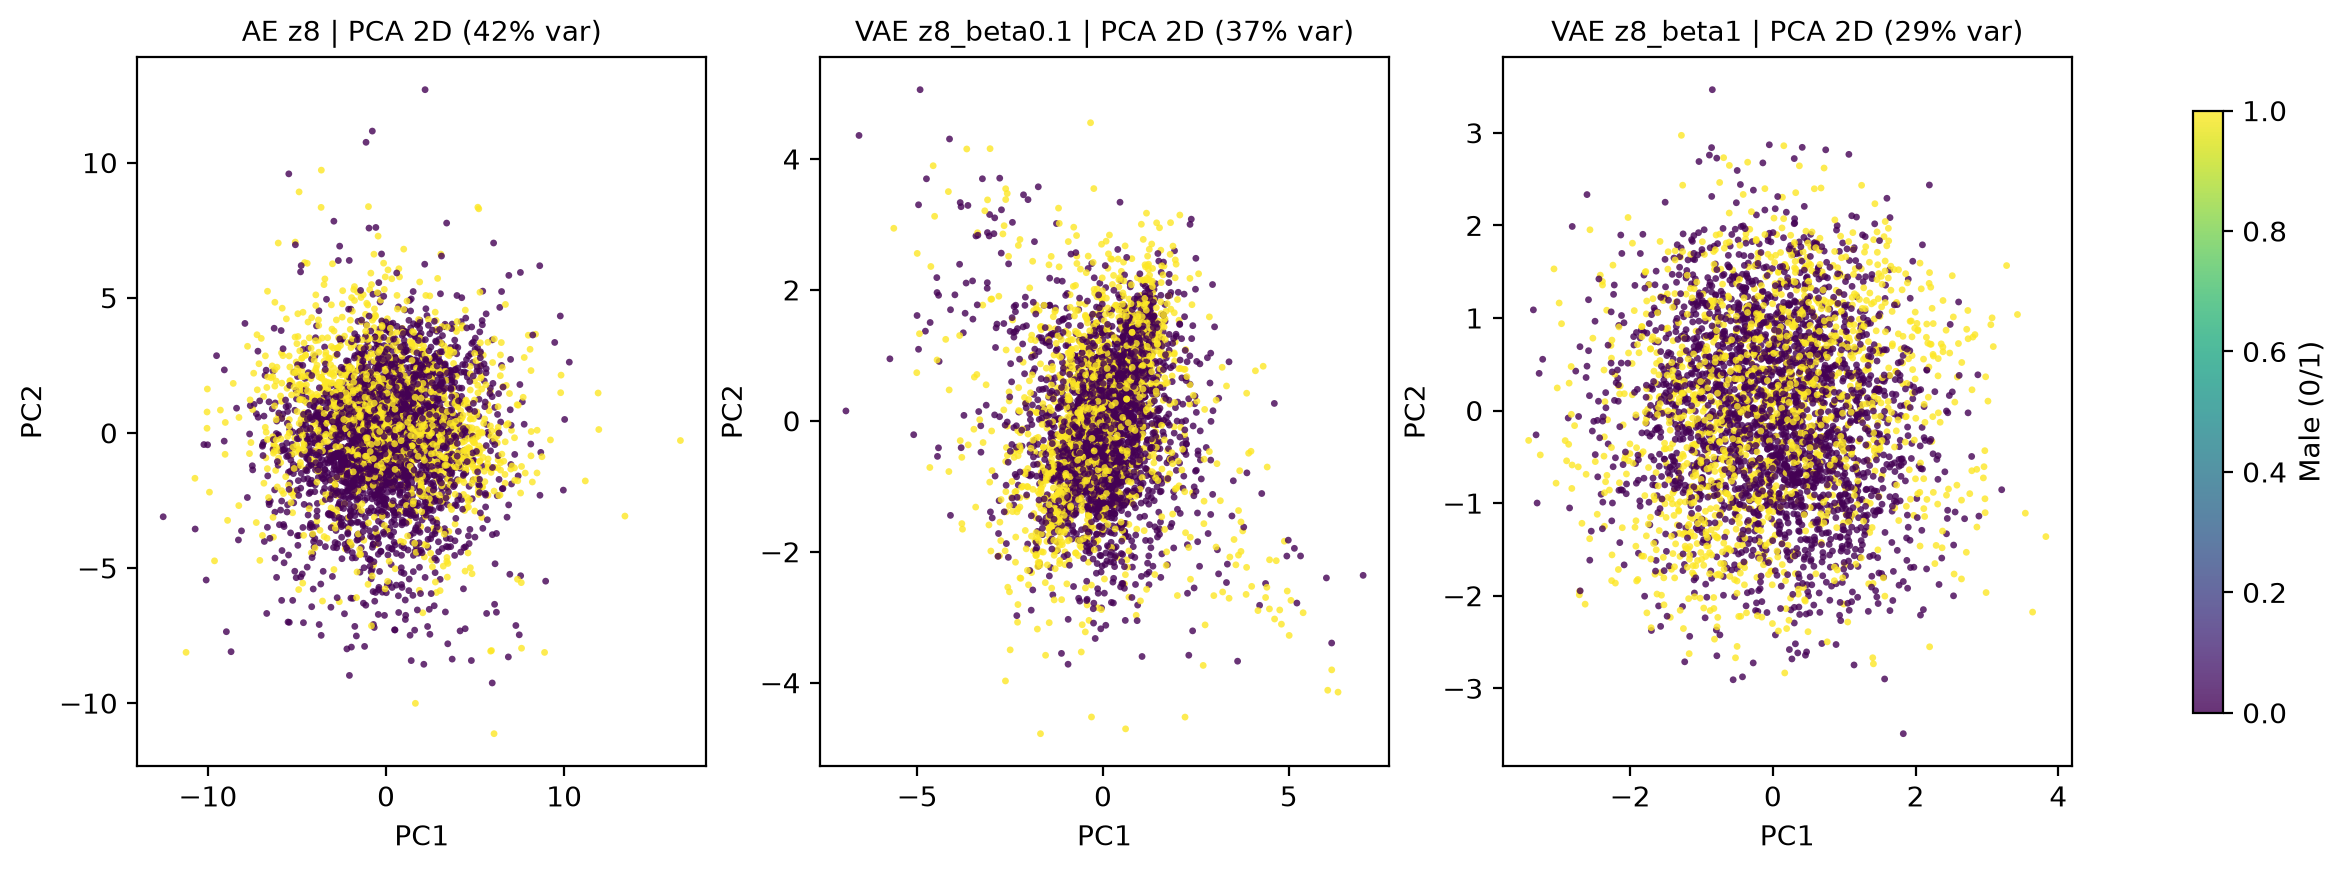 AE z8 | PCA 2D (42% var)
10
5
0
−5
−10
PC2
−10 0 10
PC1
VAE z8_beta0.1 | PCA 2D (37% var)
4
2
0
−2
−4
PC2
−5 0 5
PC1
VAE z8_beta1 | PCA 2D (29% var)
3
2
1
0
−1
−2
−3
PC2
−2 0 2 4
PC1
1.0
0.8
0.6
0.4
0.2
0.0
Male (0/1)